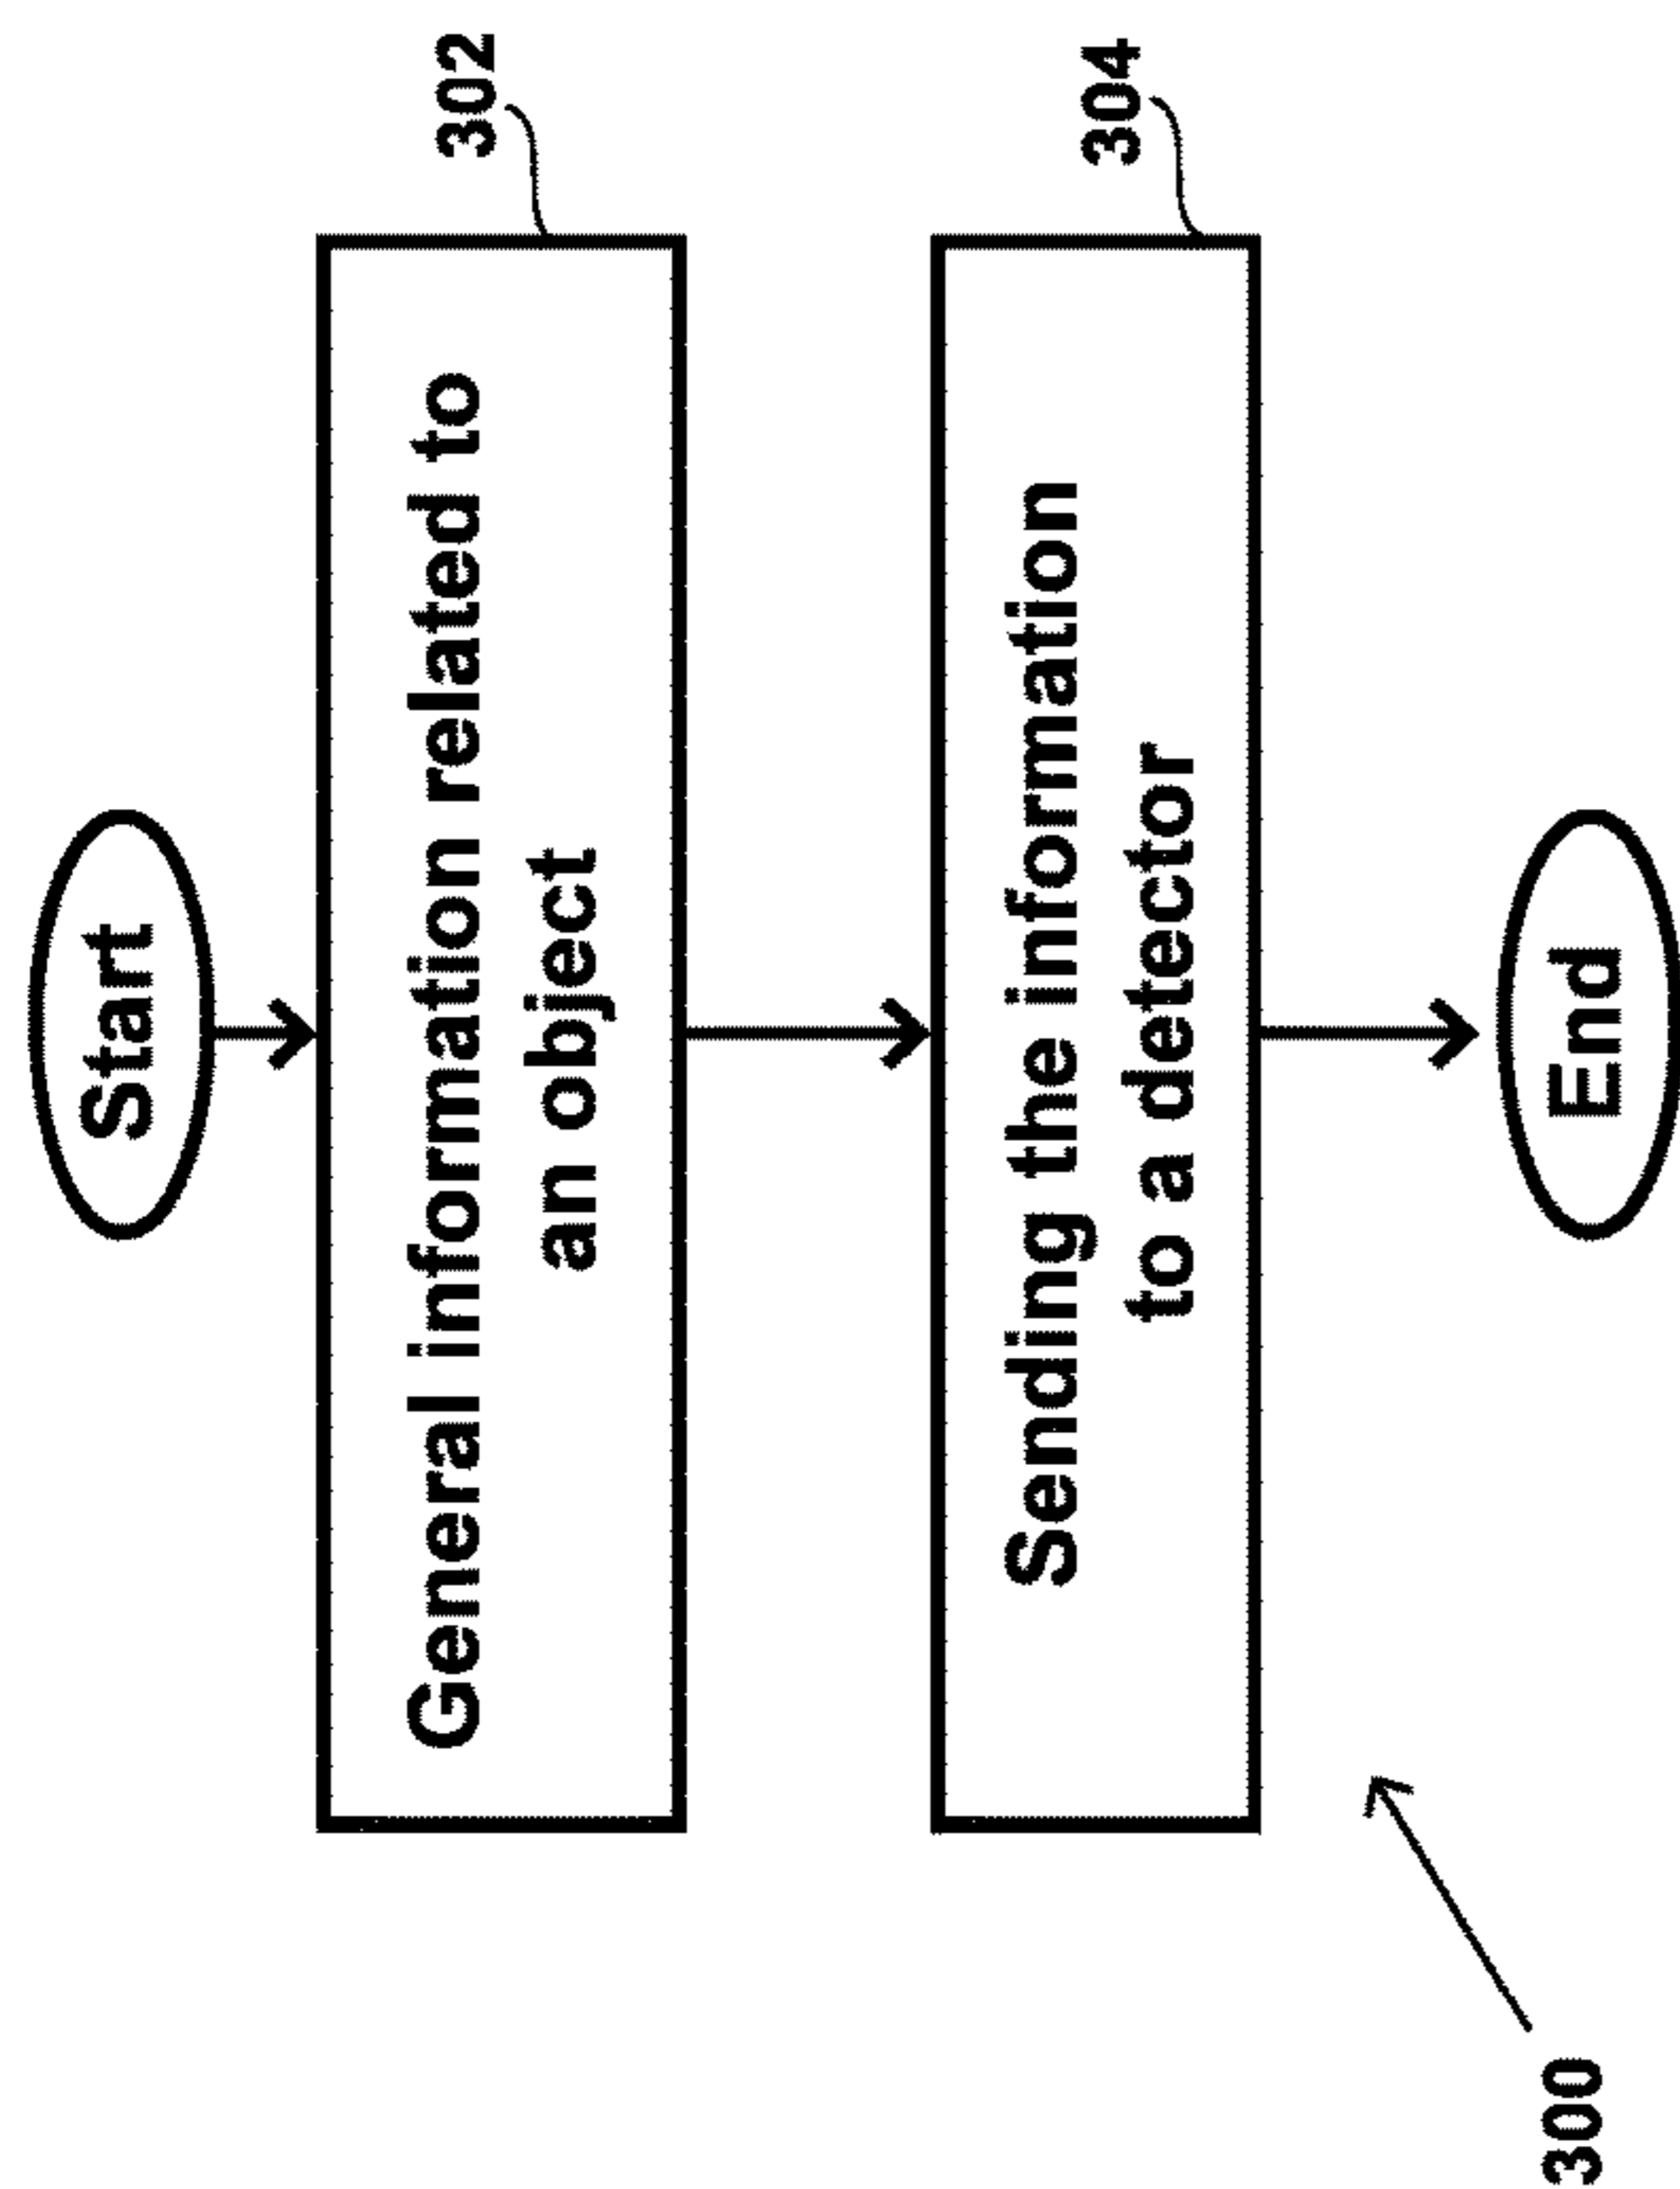 Start
General information related to
an object
302
Sending the information
to a detector
304
End
300